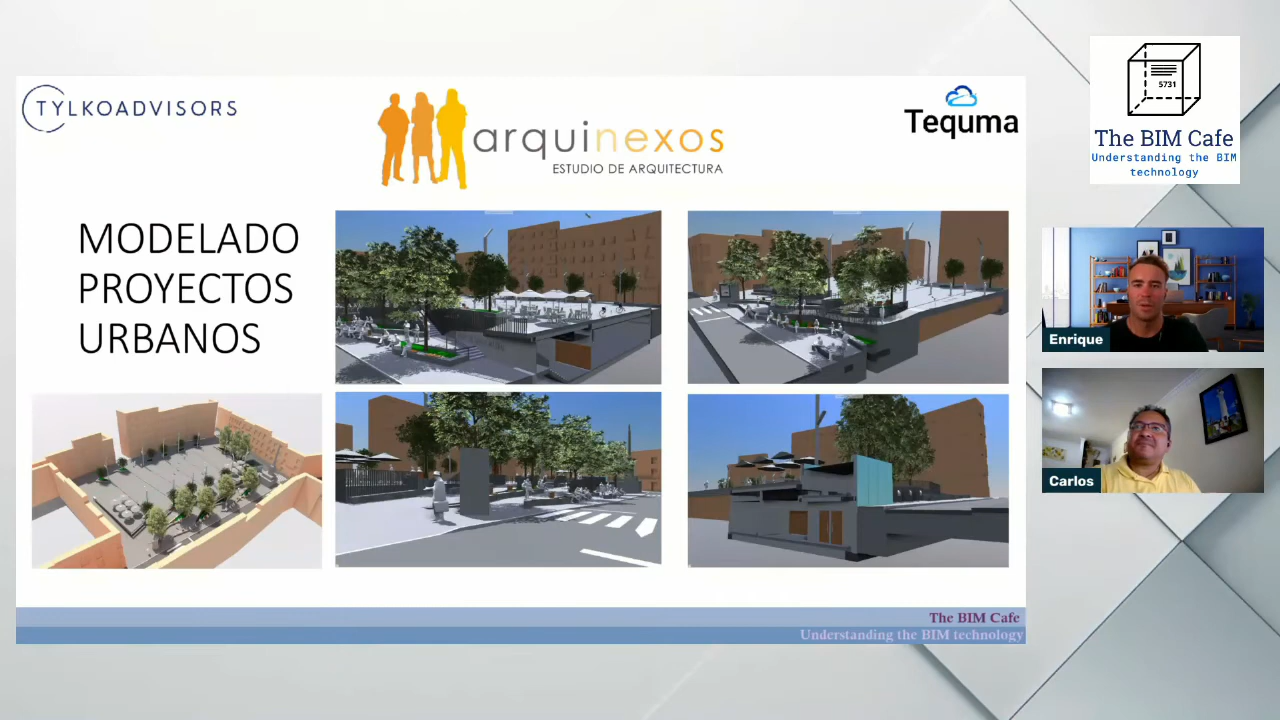 TYLKOADVISORS
arquinexos
ESTUDIO DE ARQUITECTURA
Tequma
MODELADO
PROYECTOS
URBANOS
The BIM Cafe
Understanding the BIM technology
5731
The BIM Cafe
Understanding the BIM
technology
Enrique
Carlos